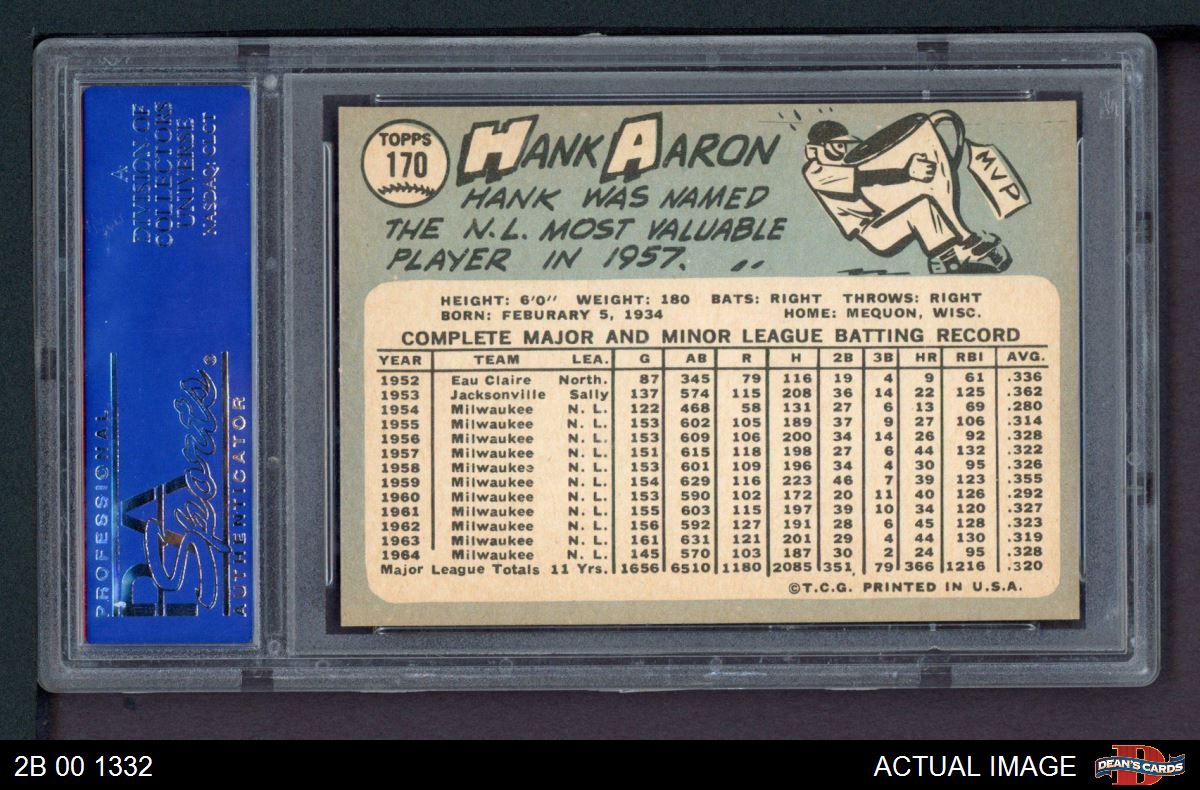 A
DIVISION OF
COLLECTORS
UNIVERSE
NASDAQ: CLCT
PROFESSIONAL
PSA
Sports
AUTHENTICATOR
TOPPS
170
HANK AARON
HANK WAS NAMED
THE N.L. MOST VALUABLE
PLAYER IN 1957.
MVP
HEIGHT: 6'0" WEIGHT: 180 BATS: RIGHT THROWS: RIGHT
BORN: FEBURARY 5, 1934 HOME: MEQUON, WISC.
COMPLETE MAJOR AND MINOR LEAGUE BATTING RECORD
YEAR TEAM LEA. G AB R H 2B 3B HR RBI AVG.
1952 Eau Claire North. 87 345 79 116 19 4 9 61 .336
1953 Jacksonville Sally 137 574 115 208 36 14 22 125 .362
1954 Milwaukee N. L. 122 468 58 131 27 6 13 69 .280
1955 Milwaukee N. L. 153 602 105 189 37 9 27 106 .314
1956 Milwaukee N. L. 153 609 106 200 34 14 26 92 .328
1957 Milwaukee N. L. 151 615 118 198 27 6 44 132 .322
1958 Milwaukee N. L. 153 601 109 196 34 4 30 95 .326
1959 Milwaukee N. L. 154 629 116 223 46 7 39 123 .355
1960 Milwaukee N. L. 153 590 102 172 20 11 40 126 .292
1961 Milwaukee N. L. 155 603 115 197 39 10 34 120 .327
1962 Milwaukee N. L. 156 592 127 191 28 6 45 128 .323
1963 Milwaukee N. L. 161 631 121 201 29 4 44 130 .319
1964 Milwaukee N. L. 145 570 103 187 30 2 24 95 .328
Major League Totals 11 Yrs. 1656 6510 1180 2085 351 79 366 1216 .320
©T.C.G. PRINTED IN U.S.A.
2B 00 1332
ACTUAL IMAGE
DEAN'S CARDS